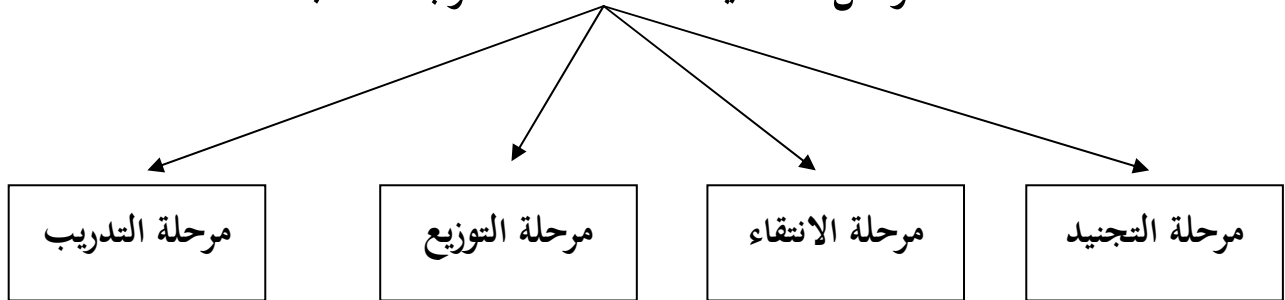 مرحلة التجنيد
مرحلة الانتقاء
مرحلة التوزيع
مرحلة التدريب